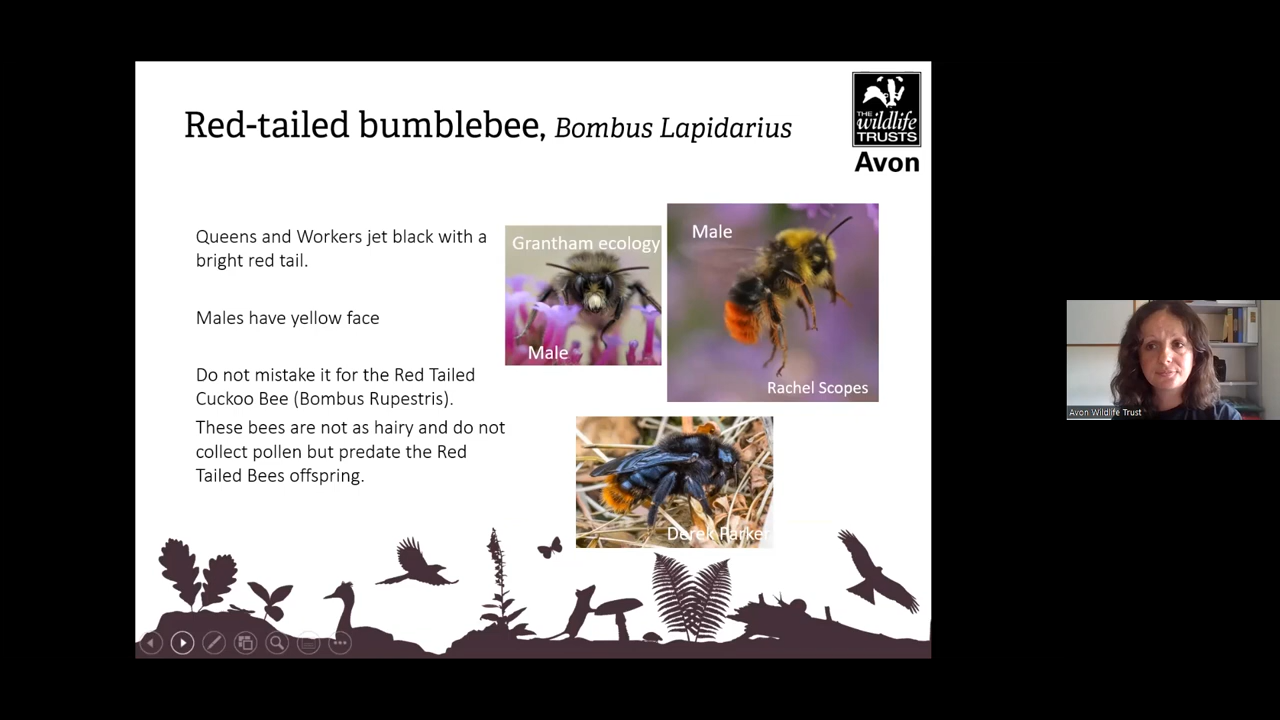 Red-tailed bumblebee, Bombus Lapidarius
THE
wildlife
TRUSTS
Avon
Queens and Workers jet black with a
bright red tail.
Males have yellow face
Do not mistake it for the Red Tailed
Cuckoo Bee (Bombus Rupestris).
These bees are not as hairy and do not
collect pollen but predate the Red
Tailed Bees offspring.
Grantham ecology
Male
Male
Rachel Scopes
Derek Parker
Avon Wildlife Trust